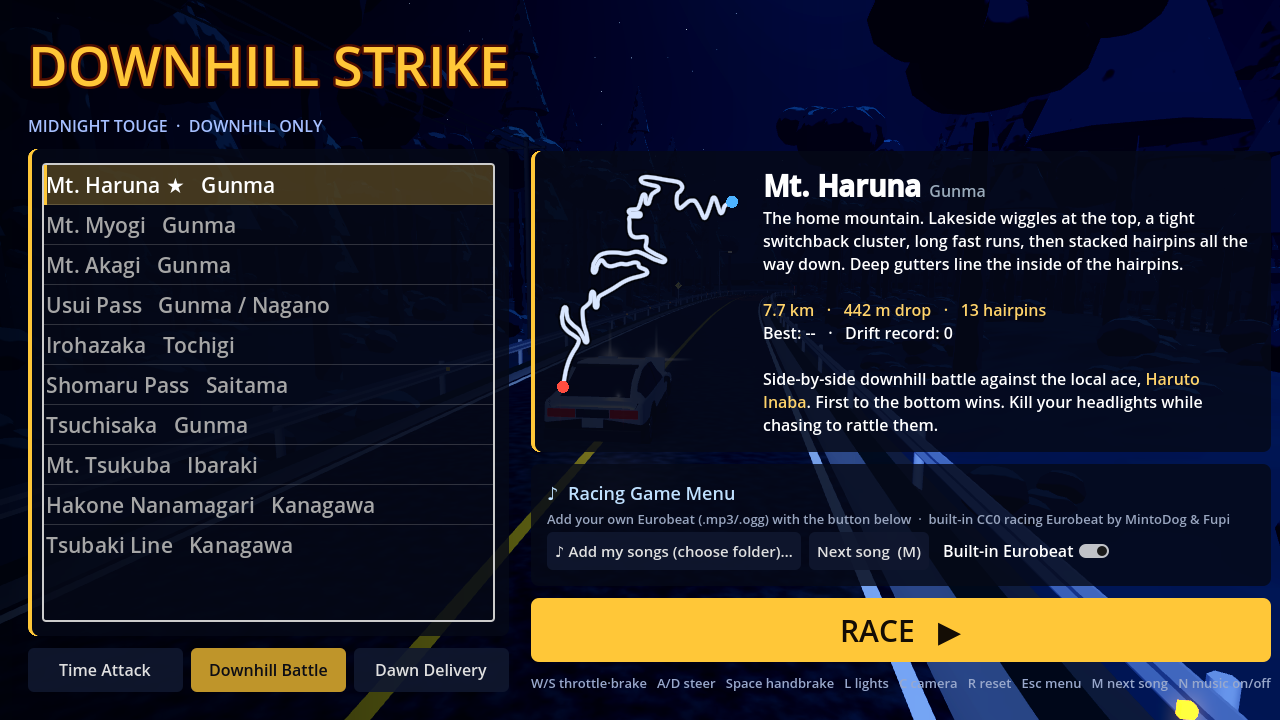 DOWNHILL STRIKE
MIDNIGHT TOUGE · DOWNHILL ONLY
Mt. Haruna ★ Gunma
Mt. Myogi Gunma
Mt. Akagi Gunma
Usui Pass Gunma / Nagano
Irohazaka Tochigi
Shomaru Pass Saitama
Tsuchisaka Gunma
Mt. Tsukuba Ibaraki
Hakone Nanamagari Kanagawa
Tsubaki Line Kanagawa
Time Attack
Downhill Battle
Dawn Delivery
Mt. Haruna Gunma
The home mountain. Lakeside wiggles at the top, a tight
switchback cluster, long fast runs, then stacked hairpins all the
way down. Deep gutters line the inside of the hairpins.
7.7 km · 442 m drop · 13 hairpins
Best: -- · Drift record: 0
Side-by-side downhill battle against the local ace, Haruto
Inaba. First to the bottom wins. Kill your headlights while
chasing to rattle them.
♪ Racing Game Menu
Add your own Eurobeat (.mp3/.ogg) with the button below · built-in CC0 racing Eurobeat by MintoDog & Fupi
♪ Add my songs (choose folder)...
Next song (M)
Built-in Eurobeat
RACE ▶
W/S throttle·brake A/D steer Space handbrake L lights C camera R reset Esc menu M next song N music on/off